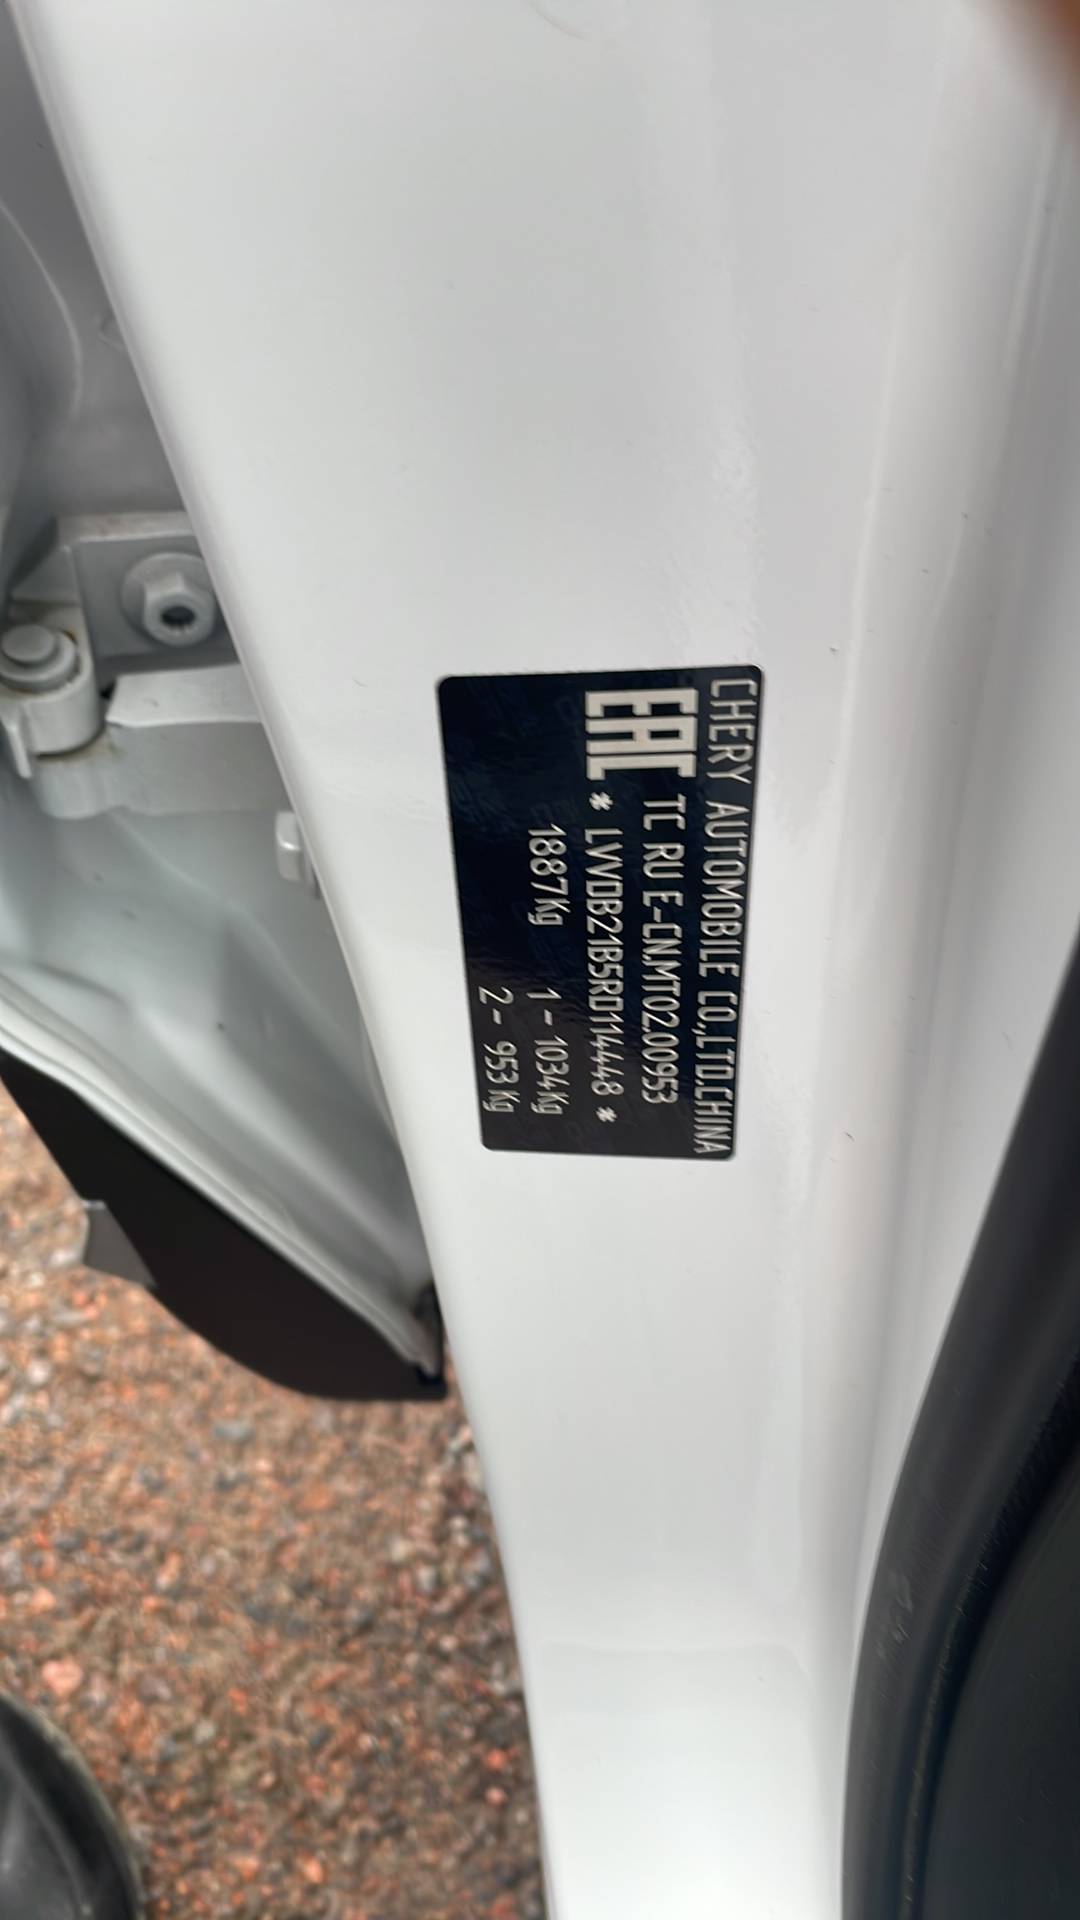 CHERY AUTOMOBILE CO.,LTD.CHINA
EAC TC RU E-CN.MT02.00953
* LVVDB21B5RD114448 *
1887kg 1 - 1034kg
2 - 953kg